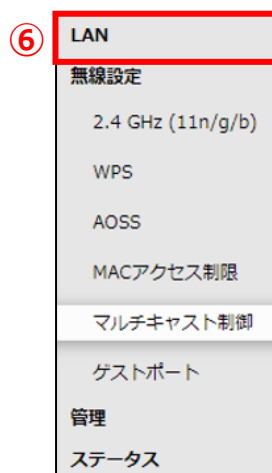 ⑥ LAN
無線設定
2.4 GHz (11n/g/b)
WPS
AOSS
MACアクセス制限
マルチキャスト制御
ゲストポート
管理
ステータス